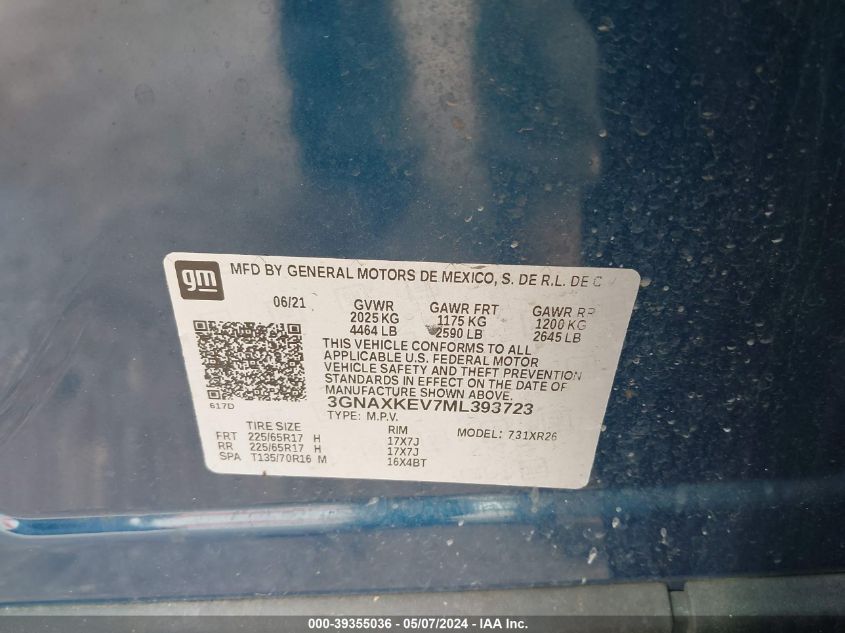 gm MFD BY GENERAL MOTORS DE MEXICO, S. DE R.L. DE C
06/21 GVWR GAWR FRT GAWR RR
2025 KG 1175 KG 1200 KG
4464 LB 2590 LB 2645 LB
THIS VEHICLE CONFORMS TO ALL
APPLICABLE U.S. FEDERAL MOTOR
VEHICLE SAFETY AND THEFT PREVENTION
STANDARDS IN EFFECT ON THE DATE OF
MANUFACTURE SHOWN ABOVE.
617D 3GNAXKEV7ML393723
TYPE: M.P.V. MODEL: 731XR26
TIRE SIZE RIM
FRT 225/65R17 H 17X7J
RR 225/65R17 H 17X7J
SPA T135/70R16 M 16X4BT
000-39355036 - 05/07/2024 - IAA Inc.